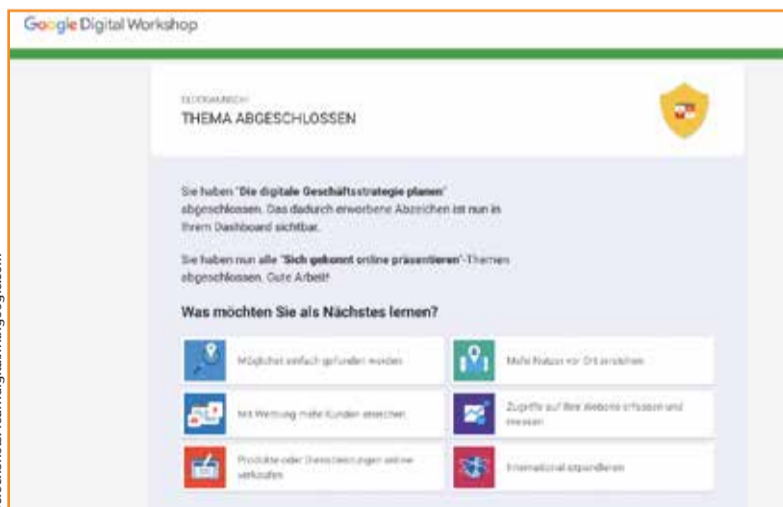 Google Digital Workshop
THEMA ABGESCHLOSSEN
Sie haben "Die digitale Geschäftsstrategie planen"
abgeschlossen. Das dadurch erworbene Abzeichen ist nun in
Ihrem Dashboard sichtbar.
Sie haben nun alle "Sich gekonnt online präsentieren"-Themen
abgeschlossen. Gute Arbeit!
Was möchten Sie als Nächstes lernen?
Möglichst einfach gefunden werden
Mehr Nutzer vor Ort erreichen
Mit Werbung mehr Kunden erreichen
Zugriffe auf Ihre Website erfassen und
messen
Produkte oder Dienstleistungen online
verkaufen
International expandieren